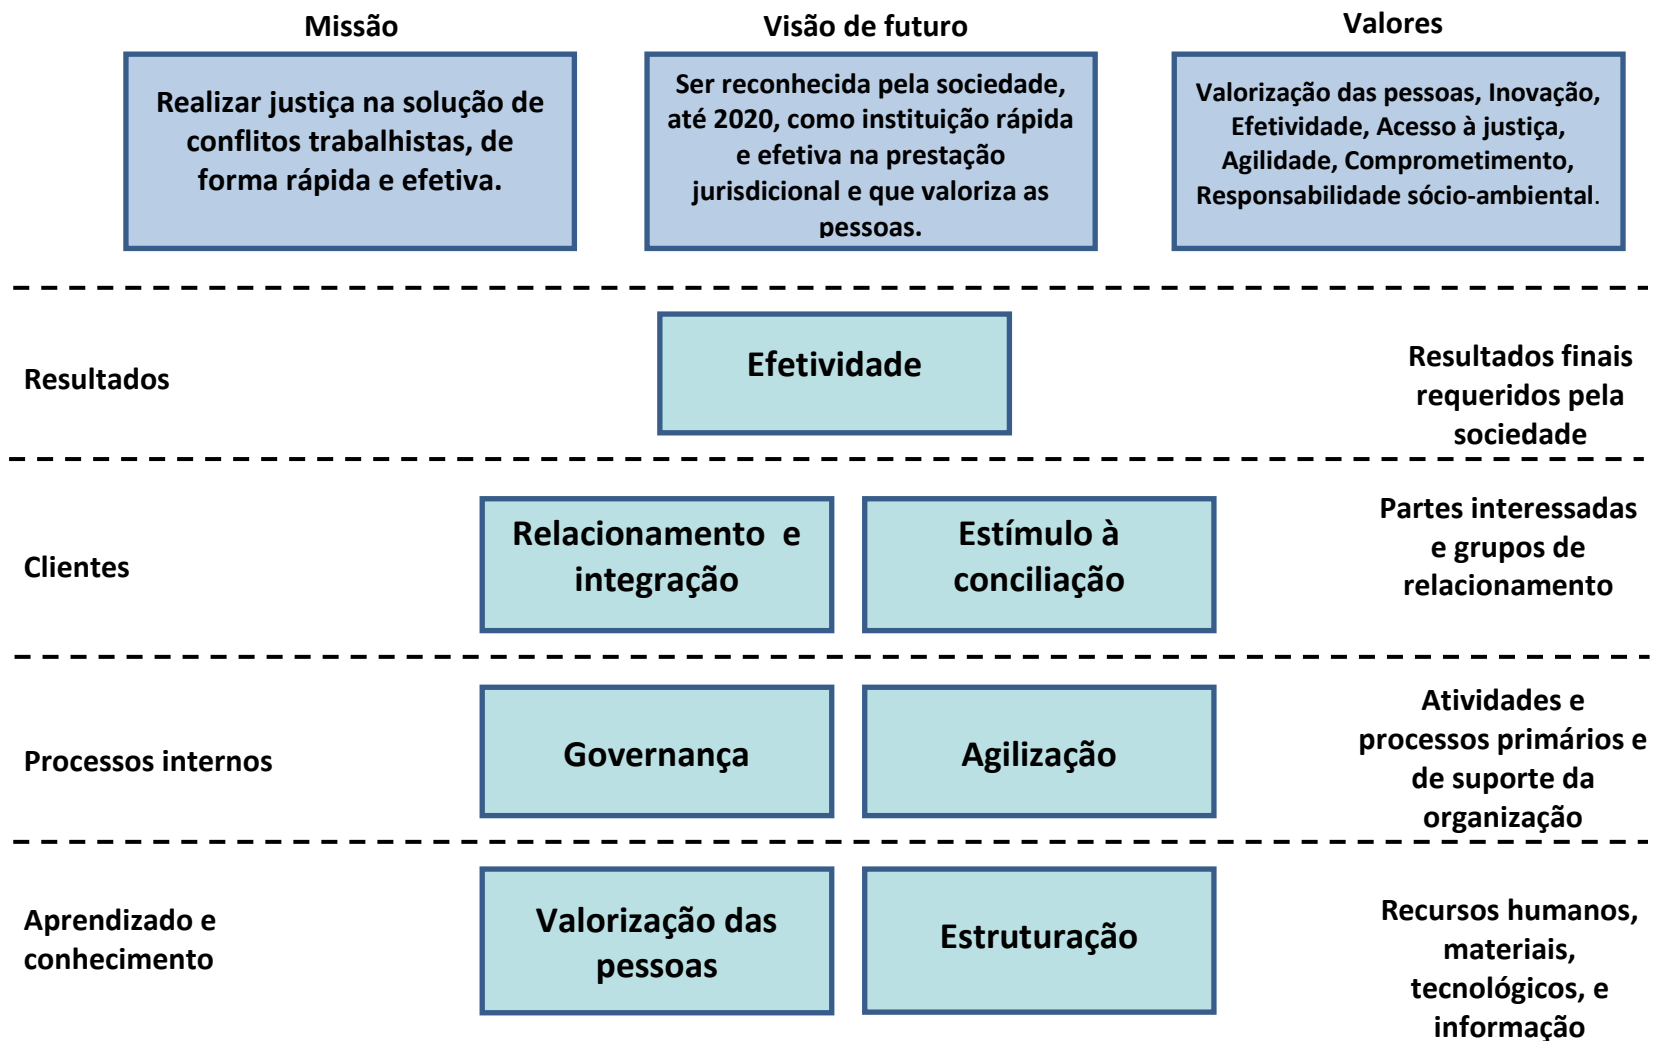 Missão
Realizar justiça na solução de
conflitos trabalhistas, de
forma rápida e efetiva.
Visão de futuro
Ser reconhecida pela sociedade,
até 2020, como instituição rápida
e efetiva na prestação
jurisdicional e que valoriza as
pessoas.
Valores
Valorização das pessoas, Inovação,
Efetividade, Acesso à justiça,
Agilidade, Comprometimento,
Responsabilidade sócio-ambiental.
Resultados
Efetividade
Resultados finais
requeridos pela
sociedade
Clientes
Relacionamento e
integração
Estímulo à
conciliação
Partes interessadas
e grupos de
relacionamento
Processos internos
Governança
Agilização
Atividades e
processos primários e
de suporte da
organização
Aprendizado e
conhecimento
Valorização das
pessoas
Estruturação
Recursos humanos,
materiais,
tecnológicos, e
informação